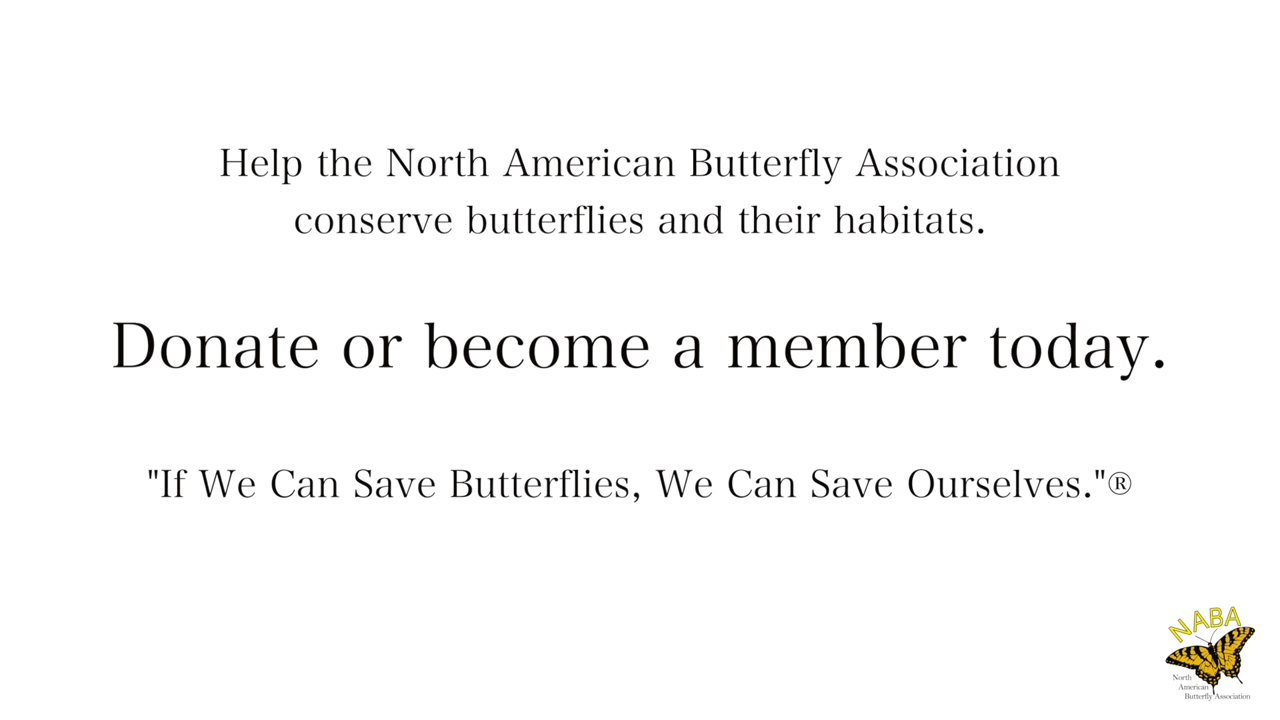 Help the North American Butterfly Association
conserve butterflies and their habitats.
Donate or become a member today.
"If We Can Save Butterflies, We Can Save Ourselves."®
NABA
North
American
Butterfly Association